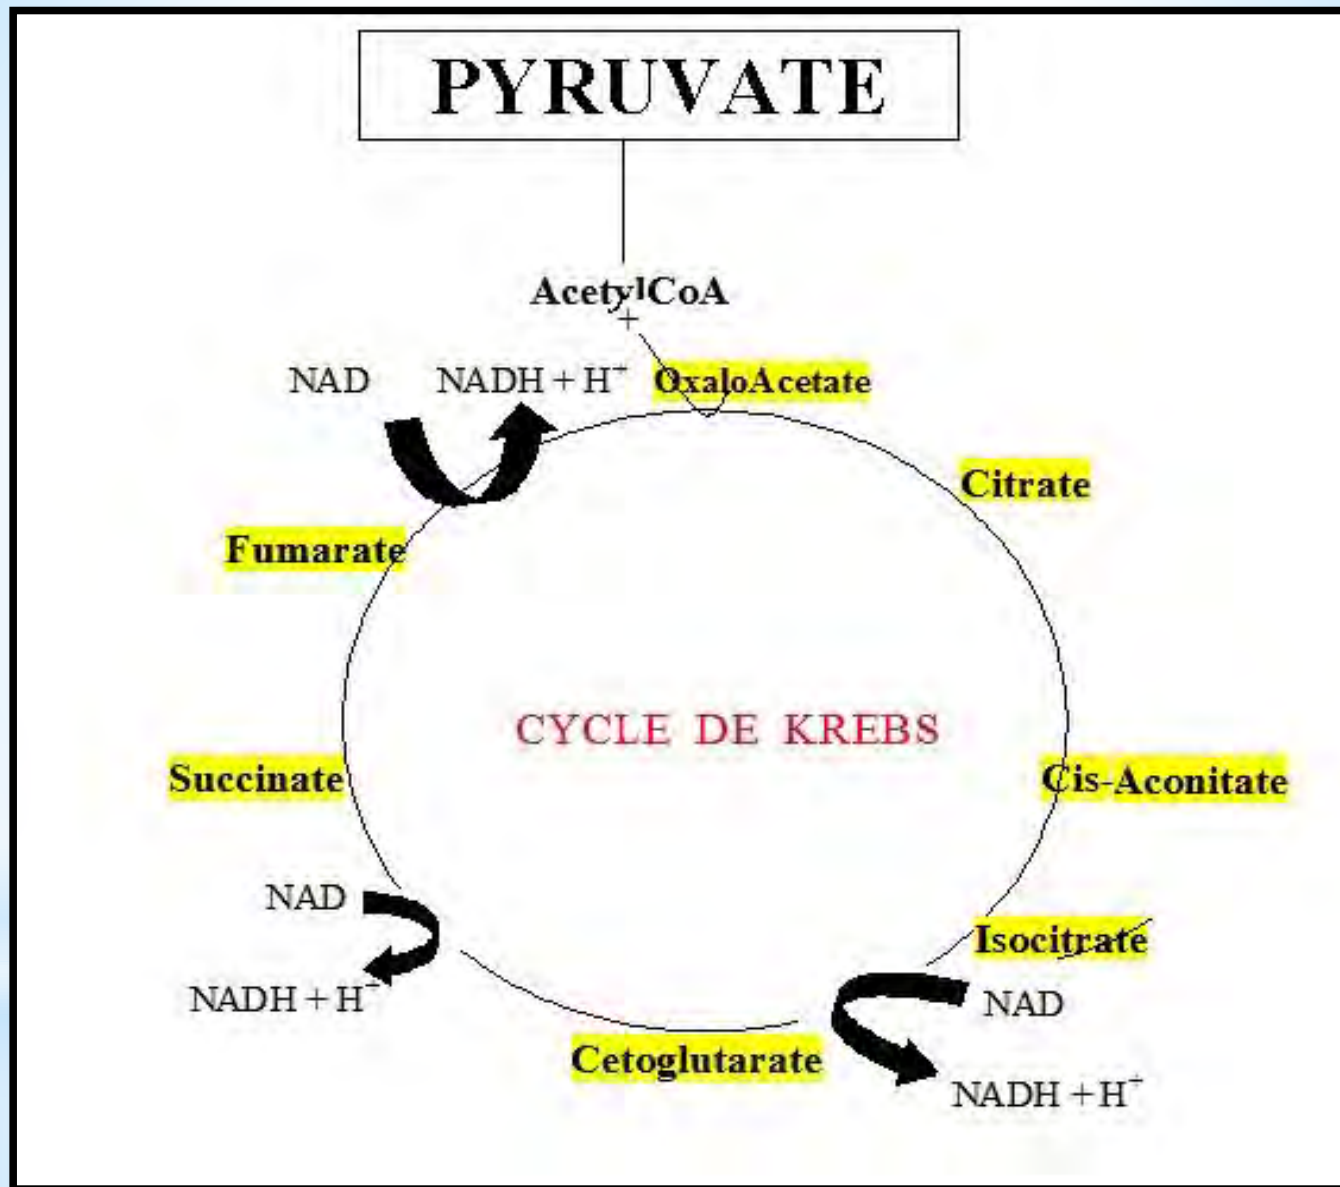 PYRUVATE
AcetylCoA
+
NAD NADH + H⁺ OxaloAcetate
Citrate
Fumarate
CYCLE DE KREBS
Succinate
Cis-Aconitate
NAD
Isocitrate
NADH + H⁺
NAD
Cetoglutarate
NADH + H⁺